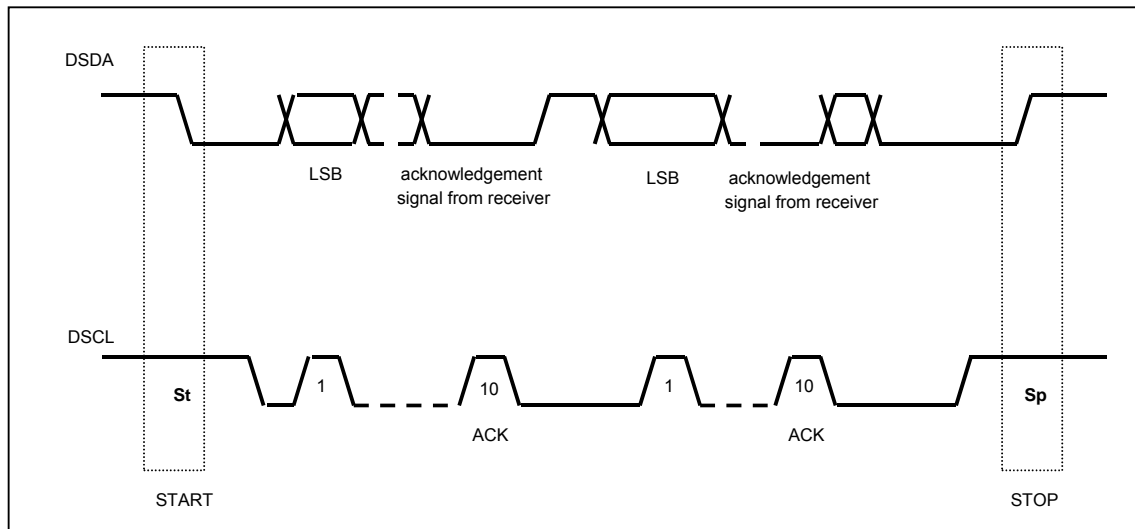 DSDA
LSB
acknowledgement
signal from receiver
LSB
acknowledgement
signal from receiver
DSCL
St
1
10
1
10
Sp
ACK
ACK
START
STOP